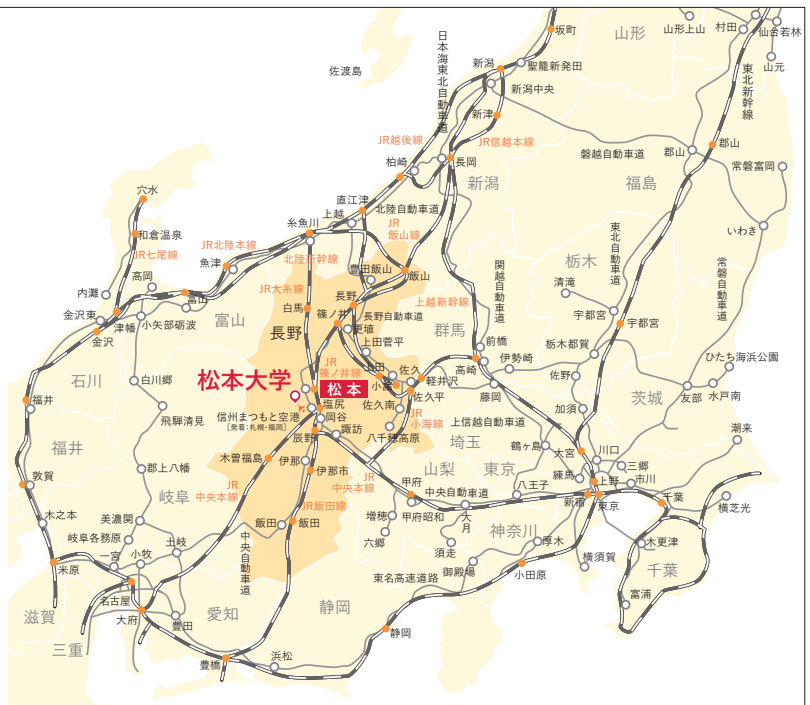 坂町
山形
山形上山
村田
仙台若林
山元
佐渡島
日本海東北自動車道
新潟
聖籠新発田
新潟中央
東北新幹線
新津
JR越後線
JR信越本線
柏崎
長岡
磐越自動車道
郡山
郡山
常磐富岡
新潟
福島
穴水
直江津
上越
北陸自動車道
糸魚川
いわき
和倉温泉
JR七尾線
JR北陸本線
北陸新幹線
JR
飯山線
東北自動車道
常磐自動車道
高岡
魚津
内灘
豊田飯山
飯山
関越自動車道
栃木
清滝
JR大糸線
金沢東
津幡
金沢
小矢部砺波
富山
富山
白馬
長野
篠ノ井
長野自動車道
上越新幹線
更埴
長野
群馬
前橋
宇都宮
宇都宮
上田菅平
高崎
伊勢崎
栃木都賀
ひたち海浜公園
石川
白川郷
松本大学
松本
JR
篠ノ井線
上田
小諸
佐久
軽井沢
佐久平
藤岡
佐野
友部
水戸南
茨城
福井
飛騨清見
塩尻
信州まつもと空港
[発着:札幌・福岡]
岡谷
諏訪
辰野
佐久南
JR
小海線
八千穂高原
上信越自動車道
加須
鶴ヶ島
埼玉
大宮
川口
三郷
潮来
福井
木曽福島
伊那
伊那市
郡上八幡
敦賀
JR
中央本線
JR
中央本線
山梨
東京
練馬
上野
市川
岐阜
甲府
中央自動車道
八王子
新宿
東京
千葉
横芝光
木之本
美濃関
JR飯田線
飯田
飯田
増穂
甲府昭和
大月
神奈川
岐阜各務原
土岐
中央自動車道
六郷
須走
厚木
横須賀
木更津
一宮
小牧
米原
東名高速道路
御殿場
小田原
千葉
名古屋
大府
豊田
愛知
静岡
富浦
滋賀
三重
静岡
豊橋
浜松